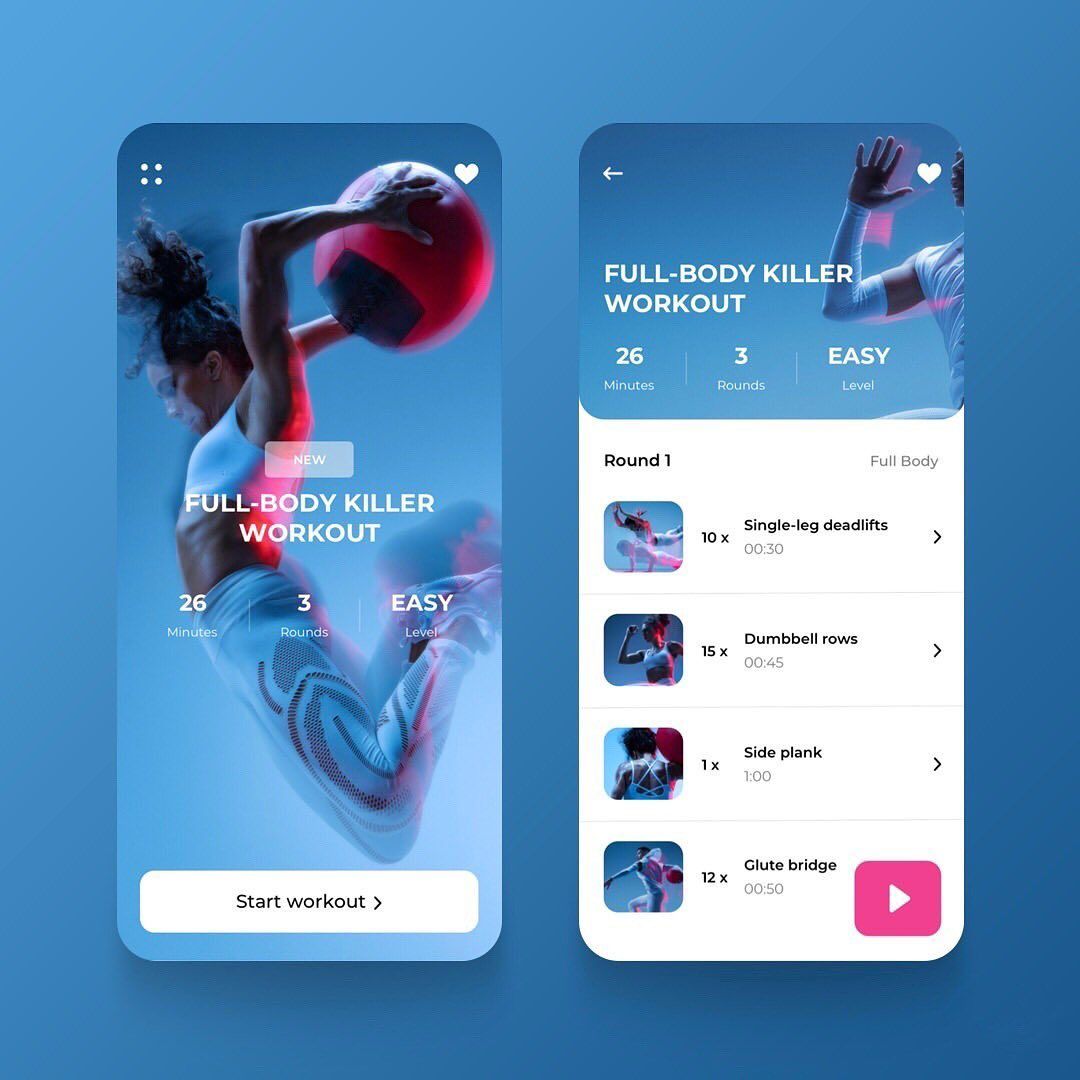 NEW
FULL-BODY KILLER
WORKOUT
26
3
EASY
Minutes
Rounds
Level
Start workout
FULL-BODY KILLER
WORKOUT
26
3
EASY
Minutes
Rounds
Level
Round 1
Full Body
10 x
Single-leg deadlifts
00:30
15 x
Dumbbell rows
00:45
1 x
Side plank
1:00
12 x
Glute bridge
00:50